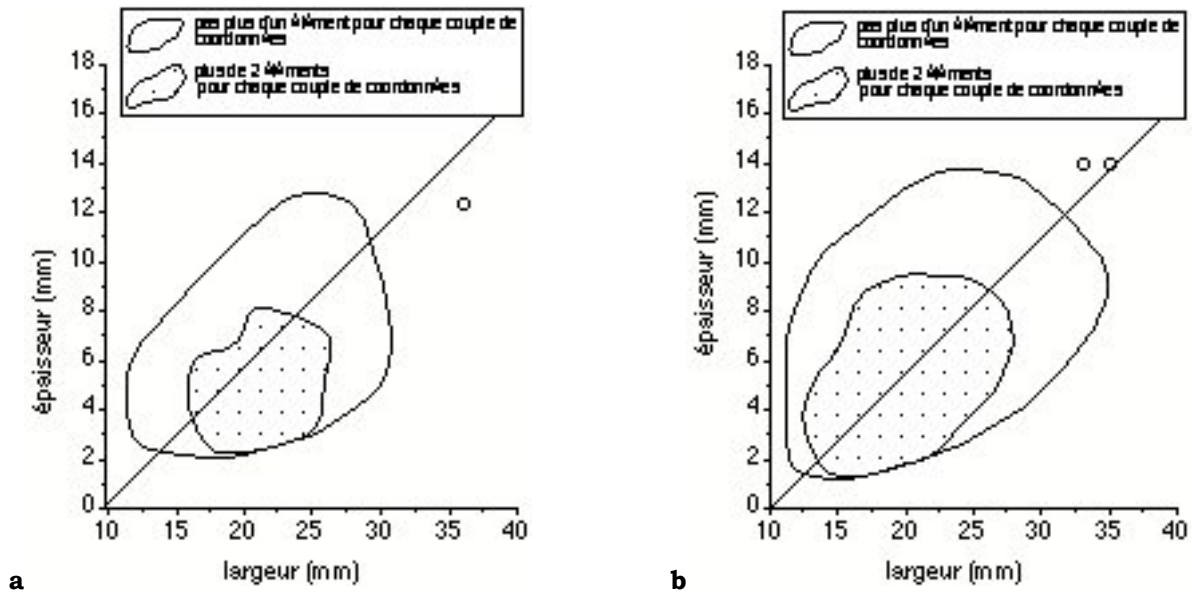 pas plus d'un pour chaque couple de
plus de 2
pour chaque couple de
18
16
14
12
10
8
6
4
2
0
épaisseur (mm)
10 15 20 25 30 35 40
largeur (mm)
a
pas plus d'un pour chaque couple de
plus de 2
pour chaque couple de
18
16
14
12
10
8
6
4
2
0
épaisseur (mm)
10 15 20 25 30 35 40
largeur (mm)
b